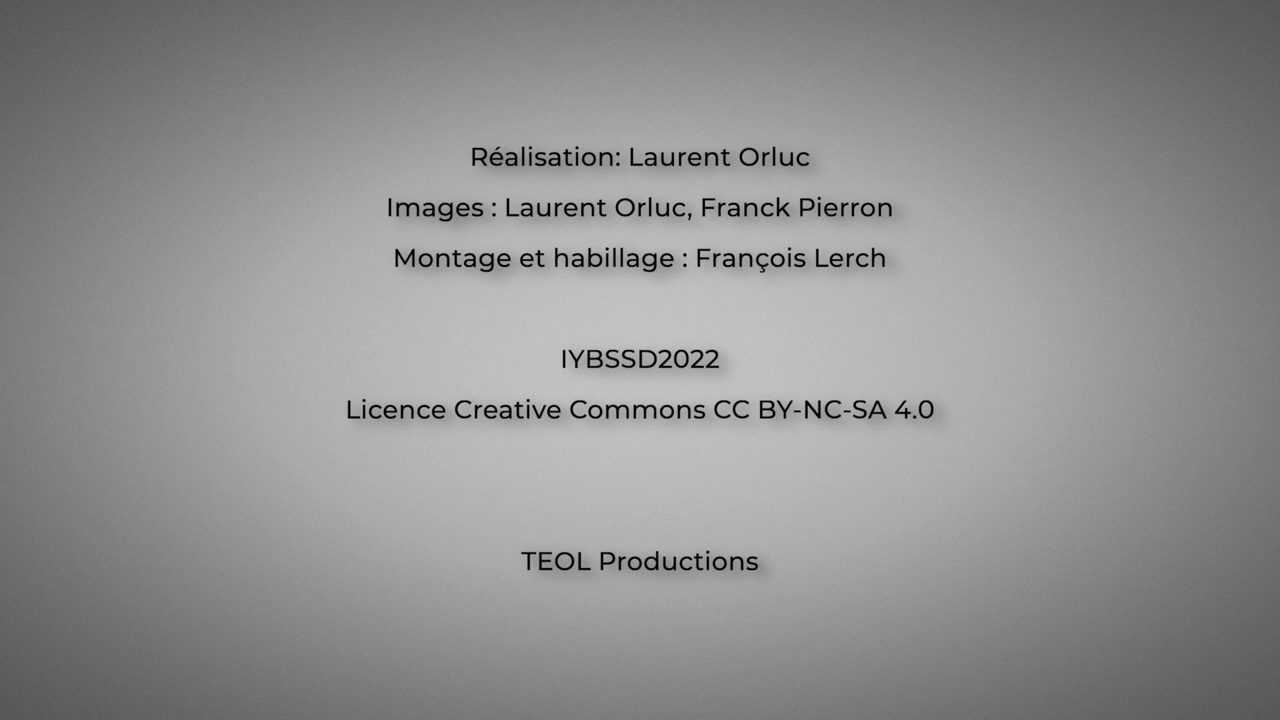 Réalisation: Laurent Orluc
Images : Laurent Orluc, Franck Pierron
Montage et habillage : François Lerch
IYBSSD2022
Licence Creative Commons CC BY-NC-SA 4.0
TEOL Productions